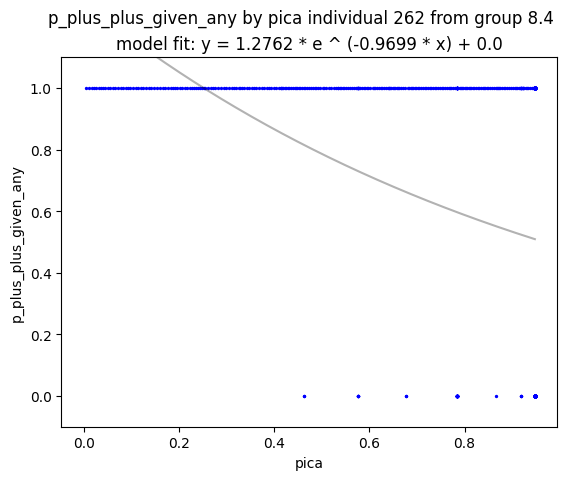 p_plus_plus_given_any by pica individual 262 from group 8.4
model fit: y = 1.2762 * e ^ (-0.9699 * x) + 0.0
1.0
0.8
0.6
0.4
0.2
0.0
p_plus_plus_given_any
0.0 0.2 0.4 0.6 0.8
pica